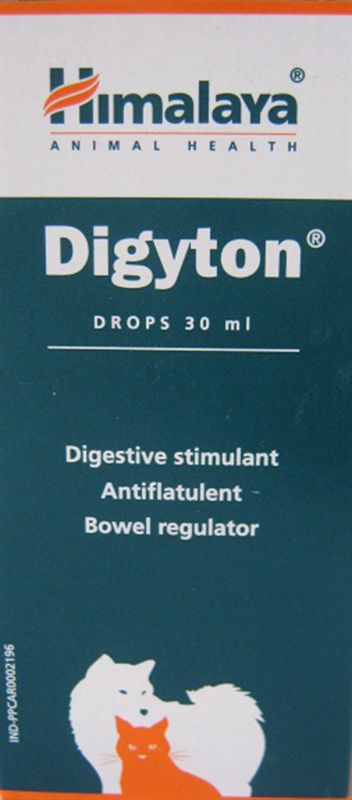 Himalaya®
ANIMAL HEALTH
Digyton®
DROPS 30 ml
Digestive stimulant
Antiflatulent
Bowel regulator
IND-PPCAR0002196